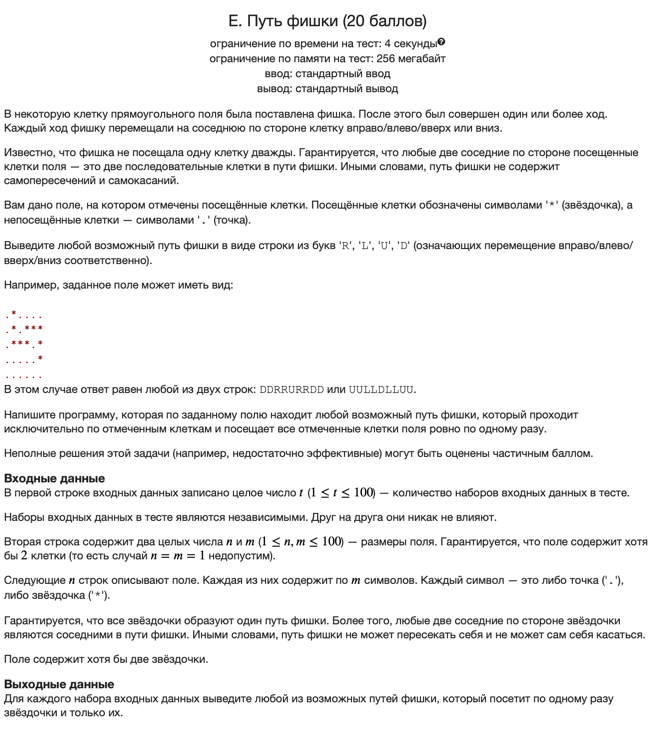 E. Путь фишки (20 баллов)
ограничение по времени на тест: 4 секунды?
ограничение по памяти на тест: 256 мегабайт
ввод: стандартный ввод
вывод: стандартный вывод
В некоторую клетку прямоугольного поля была поставлена фишка. После этого был совершен один или более ход.
Каждый ход фишку перемещали на соседнюю по стороне клетку вправо/влево/вверх или вниз.
Известно, что фишка не посещала одну клетку дважды. Гарантируется, что любые две соседние по стороне посещенные
клетки поля — это две последовательные клетки в пути фишки. Иными словами, путь фишки не содержит
самопересечений и самокасаний.
Вам дано поле, на котором отмечены посещённые клетки. Посещённые клетки обозначены символами '*' (звёздочка), а
непосещённые клетки — символами '.' (точка).
Выведите любой возможный путь фишки в виде строки из букв 'R', 'L', 'U', 'D' (означающих перемещение вправо/влево/
вверх/вниз соответственно).
Например, заданное поле может иметь вид:
.*....
.*.***
.***.*
.....*
......
В этом случае ответ равен любой из двух строк: DDRRURRDD или UULLDLLUU.
Напишите программу, которая по заданному полю находит любой возможный путь фишки, который проходит
исключительно по отмеченным клеткам и посещает все отмеченные клетки поля ровно по одному разу.
Неполные решения этой задачи (например, недостаточно эффективные) могут быть оценены частичным баллом.
Входные данные
В первой строке входных данных записано целое число t (1 ≤ t ≤ 100) — количество наборов входных данных в тесте.
Наборы входных данных в тесте являются независимыми. Друг на друга они никак не влияют.
Вторая строка содержит два целых числа n и m (1 ≤ n, m ≤ 100) — размеры поля. Гарантируется, что поле содержит хотя
бы 2 клетки (то есть случай n = m = 1 недопустим).
Следующие n строк описывают поле. Каждая из них содержит по m символов. Каждый символ — это либо точка ('.'),
либо звёздочка ('*').
Гарантируется, что все звёздочки образуют один путь фишки. Более того, любые две соседние по стороне звёздочки
являются соседними в пути фишки. Иными словами, путь фишки не может пересекать себя и не может сам себя касаться.
Поле содержит хотя бы две звёздочки.
Выходные данные
Для каждого набора входных данных выведите любой из возможных путей фишки, который посетит по одному разу
звёздочки и только их.